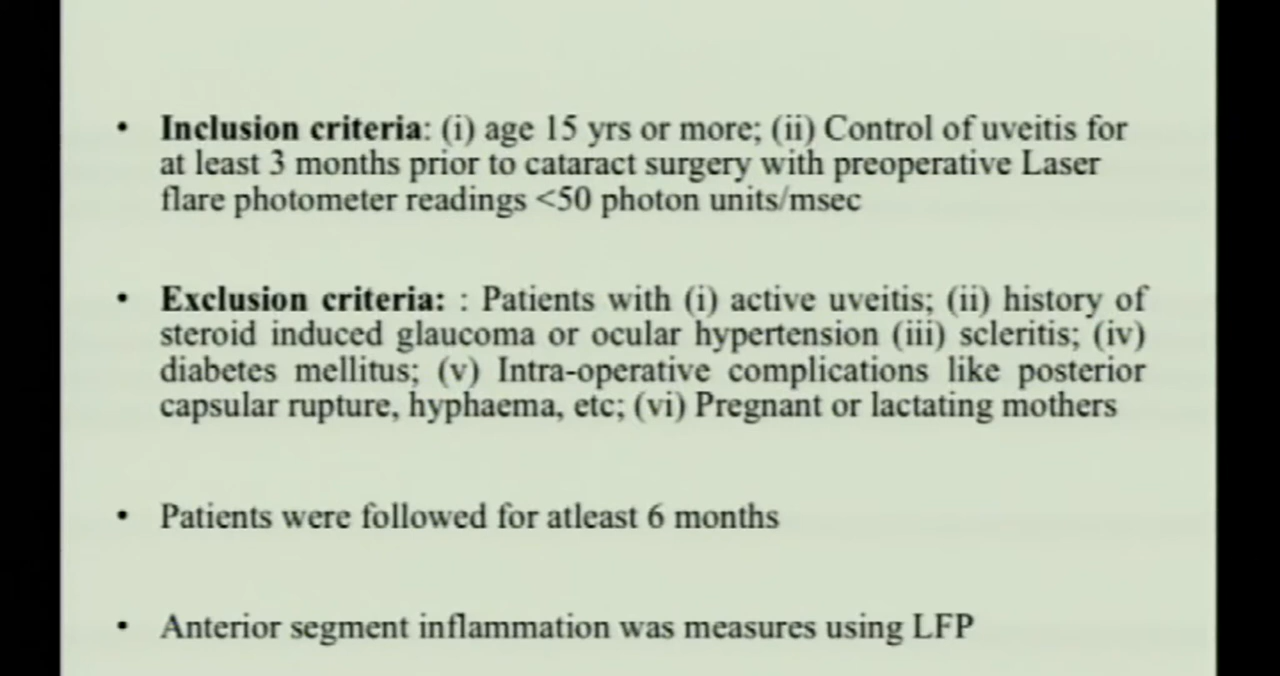 • Inclusion criteria: (i) age 15 yrs or more; (ii) Control of uveitis for
at least 3 months prior to cataract surgery with preoperative Laser
flare photometer readings <50 photon units/msec
• Exclusion criteria: : Patients with (i) active uveitis; (ii) history of
steroid induced glaucoma or ocular hypertension (iii) scleritis; (iv)
diabetes mellitus; (v) Intra-operative complications like posterior
capsular rupture, hyphaema, etc; (vi) Pregnant or lactating mothers
• Patients were followed for atleast 6 months
• Anterior segment inflammation was measures using LFP